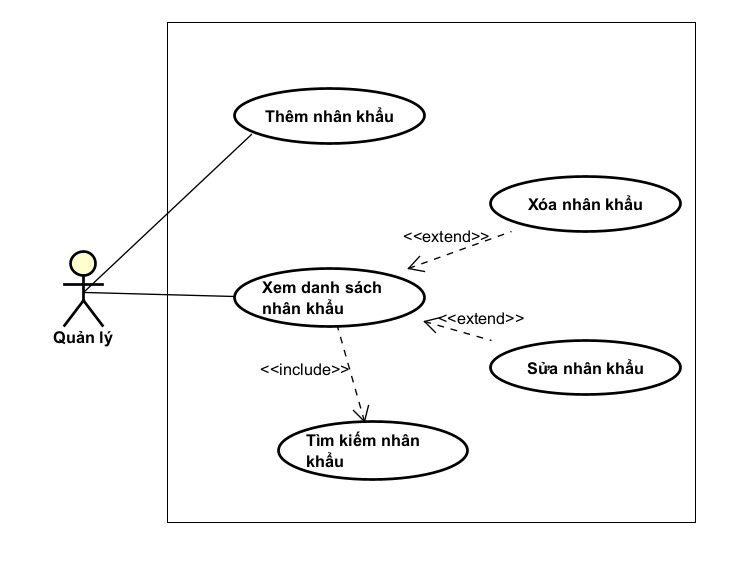 Thêm nhân khẩu
Xóa nhân khẩu
<<extend>>
Xem danh sách
nhân khẩu
<<extend>>
Quản lý
<<include>>
Sửa nhân khẩu
Tìm kiếm nhân
khẩu